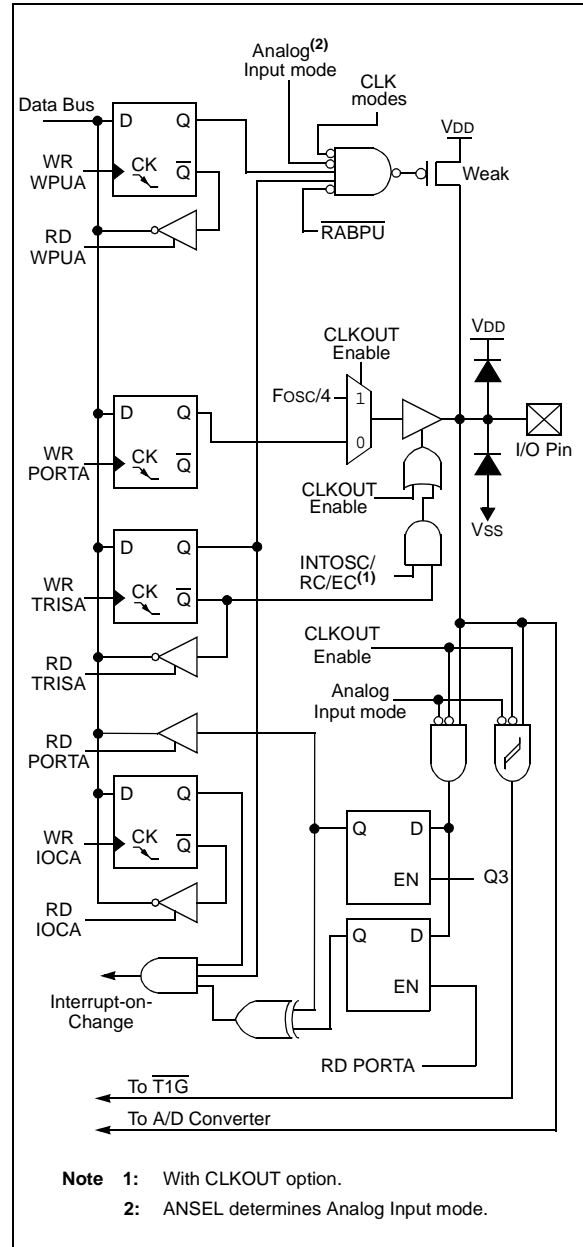 Analog(2)
Input mode
CLK
modes
Data Bus
D Q
VDD
WR
WPUA
CK Q̅
Weak
RD
WPUA
R̅A̅B̅P̅U̅
CLKOUT
Enable
VDD
FOSC/4
1
D Q
0
I/O Pin
WR
PORTA
CK Q̅
CLKOUT
Enable
VSS
D Q
INTOSC/
RC/EC(1)
WR
TRISA
CK Q̅
CLKOUT
Enable
RD
TRISA
Analog
Input mode
RD
PORTA
D Q
WR
IOCA
CK Q̅
Q D
EN
Q3
RD
IOCA
Q D
EN
Interrupt-on-
Change
RD PORTA
To T̅1̅G̅
To A/D Converter
Note 1: With CLKOUT option.
2: ANSEL determines Analog Input mode.